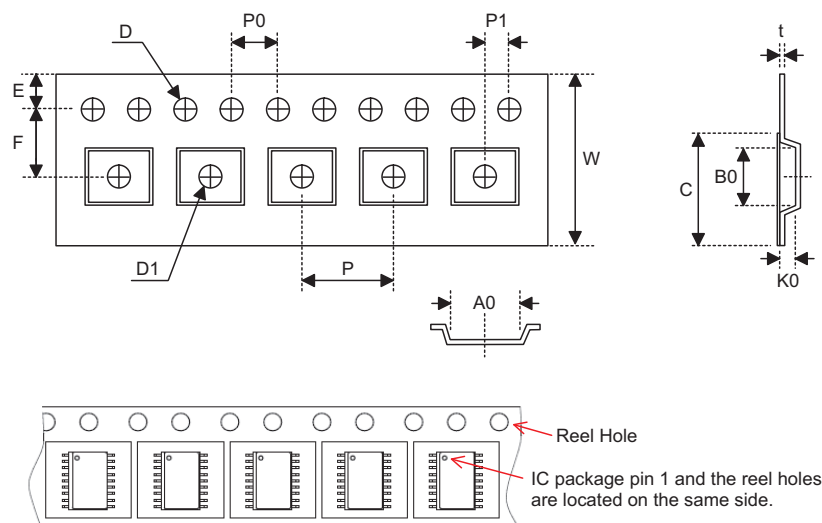 D
P0
P1
t
E
F
W
C
B0
D1
P
K0
A0
Reel Hole
IC package pin 1 and the reel holes
are located on the same side.